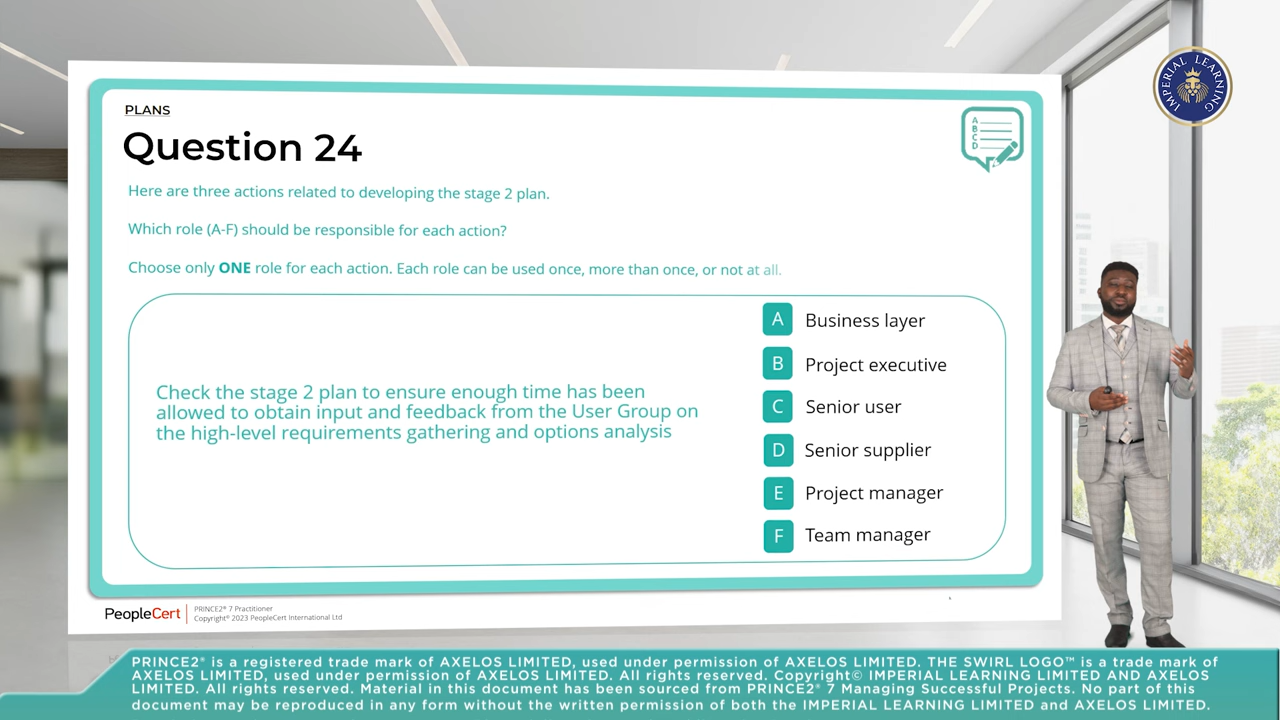 IMPERIAL LEARNING
PLANS
Question 24
A
B
C
D
Here are three actions related to developing the stage 2 plan.
Which role (A-F) should be responsible for each action?
Choose only ONE role for each action. Each role can be used once, more than once, or not at all.
Check the stage 2 plan to ensure enough time has been
allowed to obtain input and feedback from the User Group on
the high-level requirements gathering and options analysis
A Business layer
B Project executive
C Senior user
D Senior supplier
E Project manager
F Team manager
PeopleCert
PRINCE2® 7 Practitioner
Copyright© 2023 PeopleCert International Ltd
PRINCE2® is a registered trade mark of AXELOS LIMITED, used under permission of AXELOS LIMITED. THE SWIRL LOGO™ is a trade mark of
AXELOS LIMITED, used under permission of AXELOS LIMITED. All rights reserved. Copyright© IMPERIAL LEARNING LIMITED AND AXELOS
LIMITED. All rights reserved. Material in this document has been sourced from PRINCE2® 7 Managing Successful Projects. No part of this
document may be reproduced in any form without the written permission of both the IMPERIAL LEARNING LIMITED and AXELOS LIMITED.